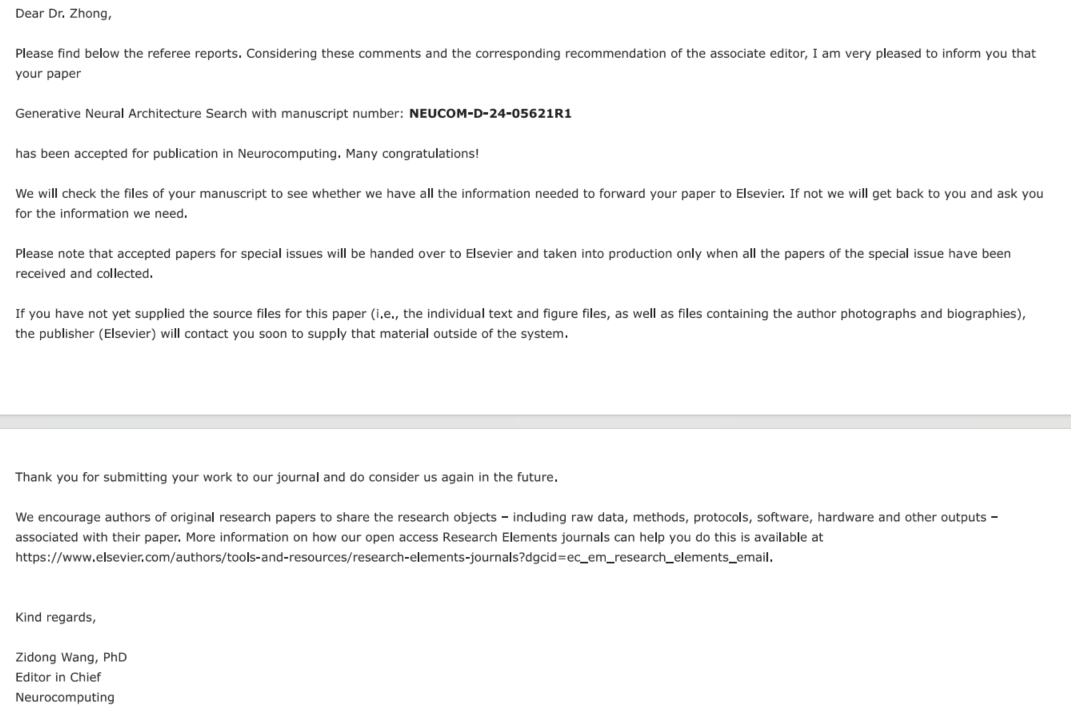 Dear Dr. Zhong,
Please find below the referee reports. Considering these comments and the corresponding recommendation of the associate editor, I am very pleased to inform you that
your paper
Generative Neural Architecture Search with manuscript number: NEUCOM-D-24-05621R1
has been accepted for publication in Neurocomputing. Many congratulations!
We will check the files of your manuscript to see whether we have all the information needed to forward your paper to Elsevier. If not we will get back to you and ask you
for the information we need.
Please note that accepted papers for special issues will be handed over to Elsevier and taken into production only when all the papers of the special issue have been
received and collected.
If you have not yet supplied the source files for this paper (i.e., the individual text and figure files, as well as files containing the author photographs and biographies),
the publisher (Elsevier) will contact you soon to supply that material outside of the system.
Thank you for submitting your work to our journal and do consider us again in the future.
We encourage authors of original research papers to share the research objects – including raw data, methods, protocols, software, hardware and other outputs –
associated with their paper. More information on how our open access Research Elements journals can help you do this is available at
https://www.elsevier.com/authors/tools-and-resources/research-elements-journals?dgcid=ec_em_research_elements_email.
Kind regards,
Zidong Wang, PhD
Editor in Chief
Neurocomputing